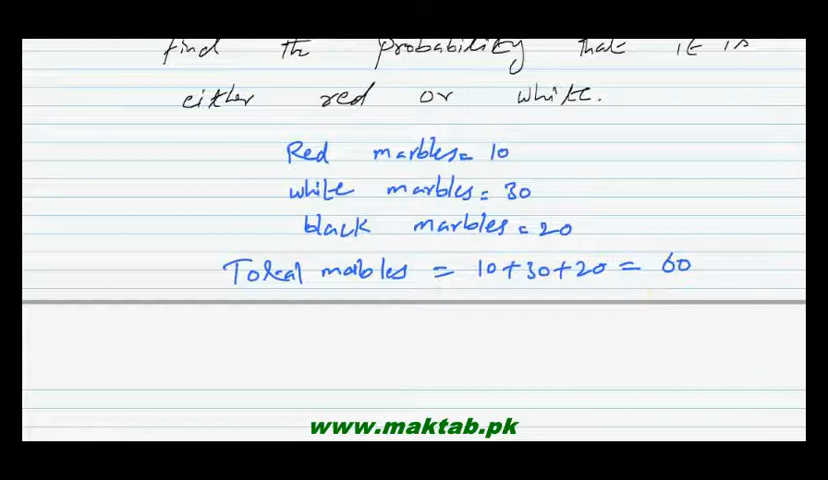 find the probability that it is
either red or white.
Red marbles = 10
white marbles = 30
black marbles = 20
Total marbles = 10+30+20 = 60
www.maktab.pk